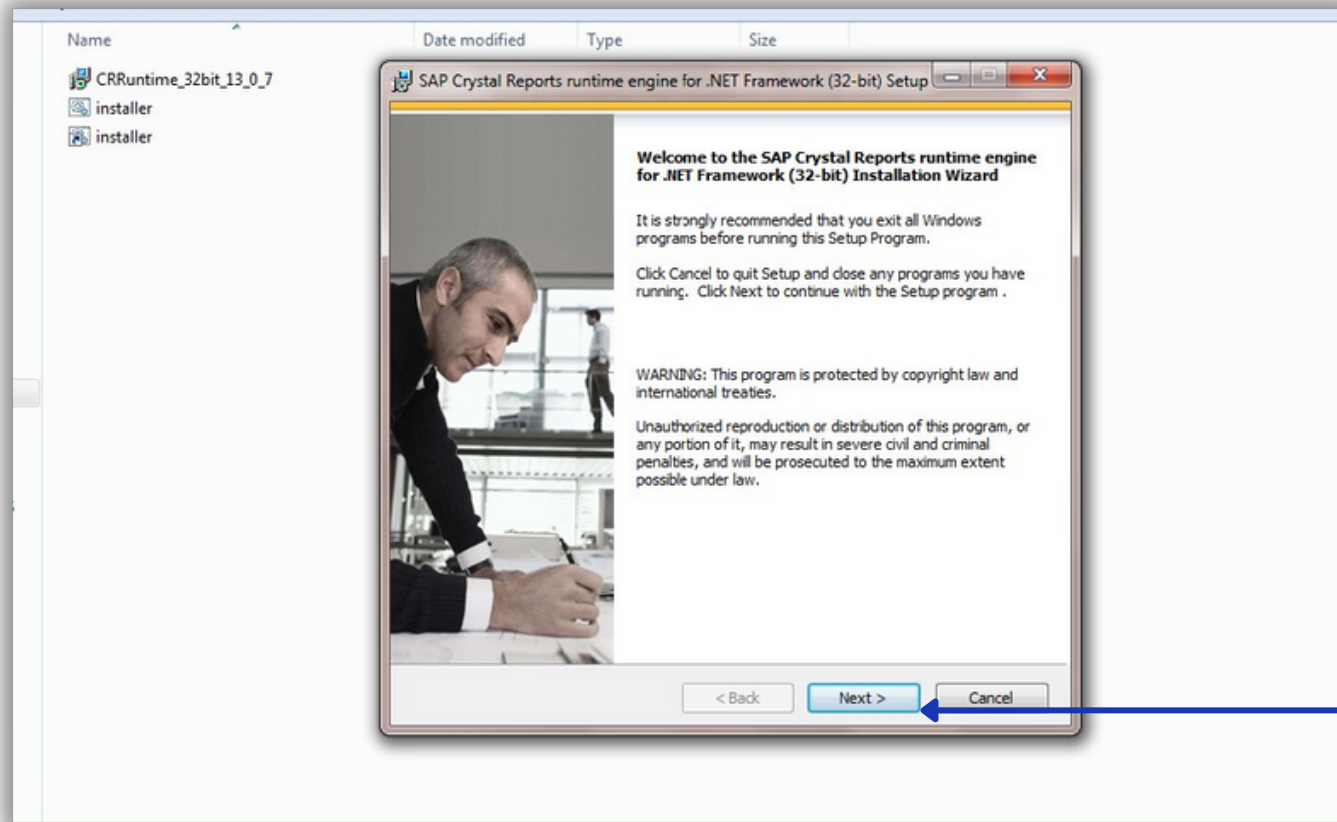 Name Date modified Type Size
CRRuntime_32bit_13_0_7
installer
installer
SAP Crystal Reports runtime engine for .NET Framework (32-bit) Setup
Welcome to the SAP Crystal Reports runtime engine
for .NET Framework (32-bit) Installation Wizard
It is strongly recommended that you exit all Windows
programs before running this Setup Program.
Click Cancel to quit Setup and close any programs you have
running. Click Next to continue with the Setup program .
WARNING: This program is protected by copyright law and
international treaties.
Unauthorized reproduction or distribution of this program, or
any portion of it, may result in severe civil and criminal
penalties, and will be prosecuted to the maximum extent
possible under law.
< Back Next > Cancel